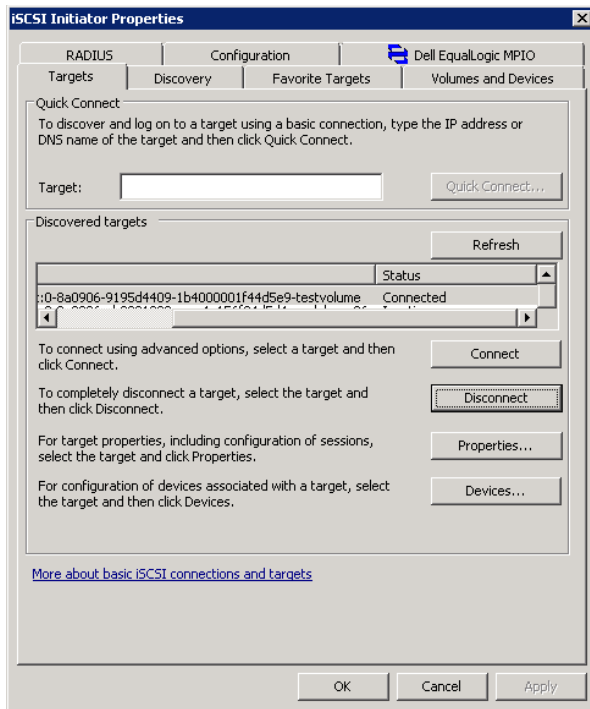 iSCSI Initiator Properties
RADIUS Configuration Dell EqualLogic MPIO
Targets Discovery Favorite Targets Volumes and Devices
Quick Connect
To discover and log on to a target using a basic connection, type the IP address or
DNS name of the target and then click Quick Connect.
Target: Quick Connect...
Discovered targets
Refresh
Status
::0-8a0906-9195d4409-1b4000001f44d5e9-testvolume Connected
To connect using advanced options, select a target and then
click Connect.
Connect
To completely disconnect a target, select the target and
then click Disconnect.
Disconnect
For target properties, including configuration of sessions,
select the target and click Properties.
Properties...
For configuration of devices associated with a target, select
the target and then click Devices.
Devices...
More about basic iSCSI connections and targets
OK Cancel Apply